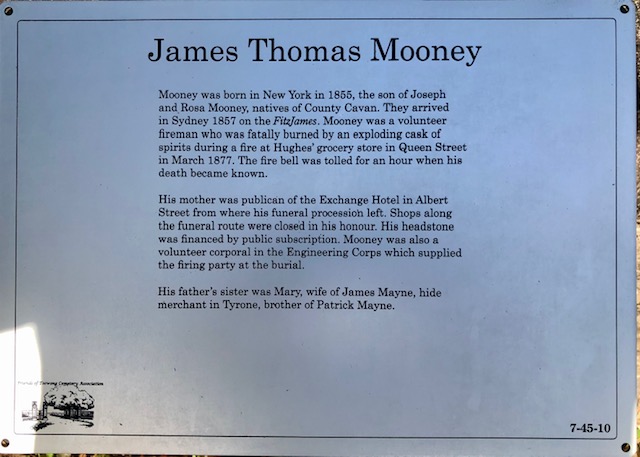 James Thomas Mooney
Mooney was born in New York in 1855, the son of Joseph
and Rosa Mooney, natives of County Cavan. They arrived
in Sydney 1857 on the FitzJames. Mooney was a volunteer
fireman who was fatally burned by an exploding cask of
spirits during a fire at Hughes' grocery store in Queen Street
in March 1877. The fire bell was tolled for an hour when his
death became known.
His mother was publican of the Exchange Hotel in Albert
Street from where his funeral procession left. Shops along
the funeral route were closed in his honour. His headstone
was financed by public subscription. Mooney was also a
volunteer corporal in the Engineering Corps which supplied
the firing party at the burial.
His father's sister was Mary, wife of James Mayne, hide
merchant in Tyrone, brother of Patrick Mayne.
Friends of Toowong Cemetery Association
7-45-10